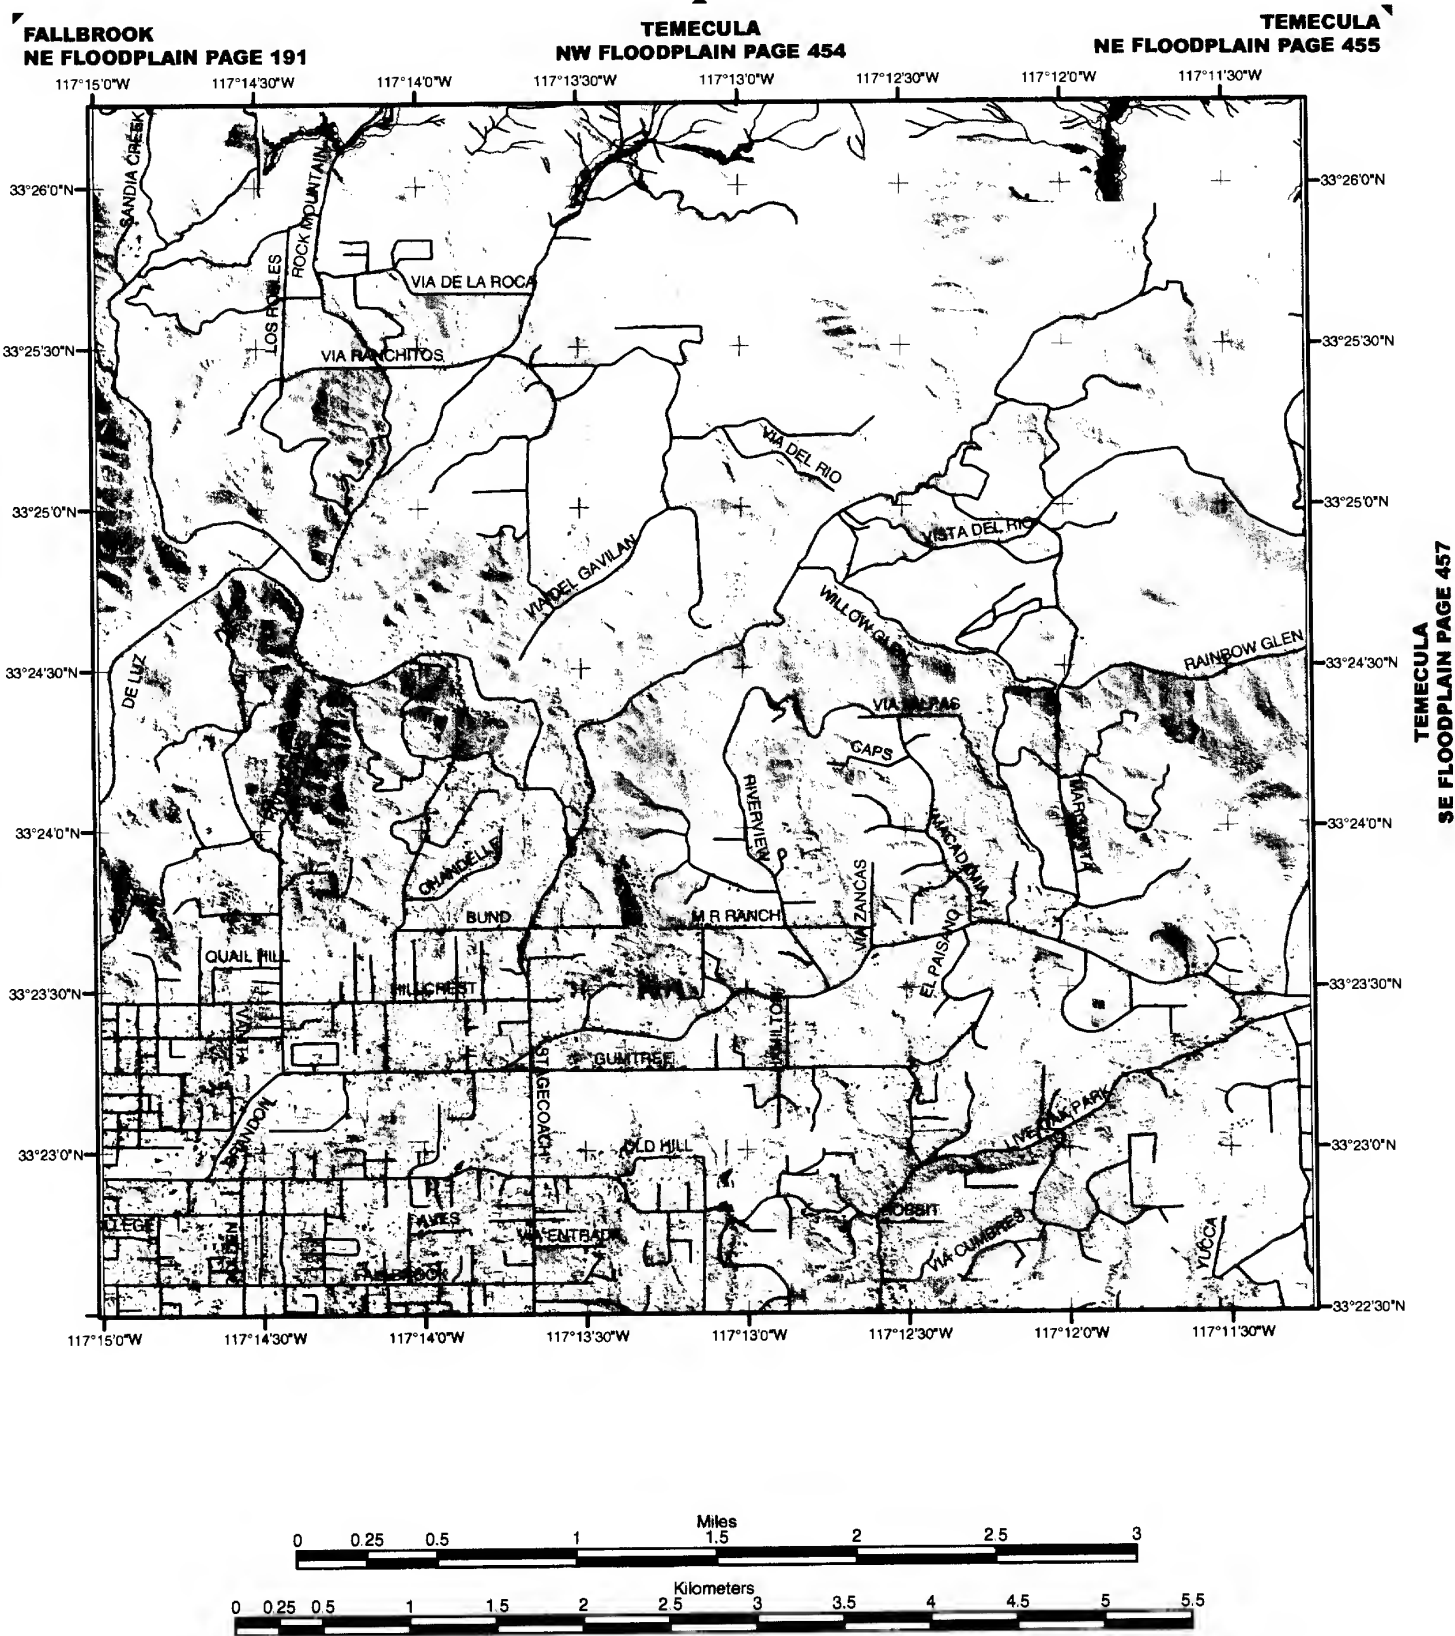 FALLBROOK
NE FLOODPLAIN PAGE 191
TEMECULA
NW FLOODPLAIN PAGE 454
TEMECULA
NE FLOODPLAIN PAGE 455
117°15'0"W 117°14'30"W 117°14'0"W 117°13'30"W 117°13'0"W 117°12'30"W 117°12'0"W 117°11'30"W
SANDIA CREEK
33°26'0"N 33°26'0"N
ROCK MOUNTAIN
LOS ROBLES
VIA DE LA ROCA
33°25'30"N 33°25'30"N
VIA RANCHITOS
VIA DEL RIO
33°25'0"N 33°25'0"N
VISTA DEL RIO
VIA DEL GAVILAN
WILLOW GLEN
RAINBOW GLEN
33°24'30"N 33°24'30"N
DE LUZ
CAPS
RIVERVIEW
MACADEMIA
33°24'0"N 33°24'0"N
CHANDELLE
VIA ZANCAS
BUND
M R RANCH
EL PAISANO
QUAIL HILL
HILLCREST
33°23'30"N 33°23'30"N
HAMILTON
GUMTREE
STAGECOACH
BRANDON
LIVE OAK PARK
OLD HILL
33°23'0"N 33°23'0"N
VIA ENTRADA
VIA CUMBRES
YUCCA
FALLBROOK
33°22'30"N
117°15'0"W 117°14'30"W 117°14'0"W 117°13'30"W 117°13'0"W 117°12'30"W 117°12'0"W 117°11'30"W
TEMECULA
SE FLOODPLAIN PAGE 457
Miles
0 0.25 0.5 1 1.5 2 2.5 3
Kilometers
0 0.25 0.5 1 1.5 2 2.5 3 3.5 4 4.5 5 5.5